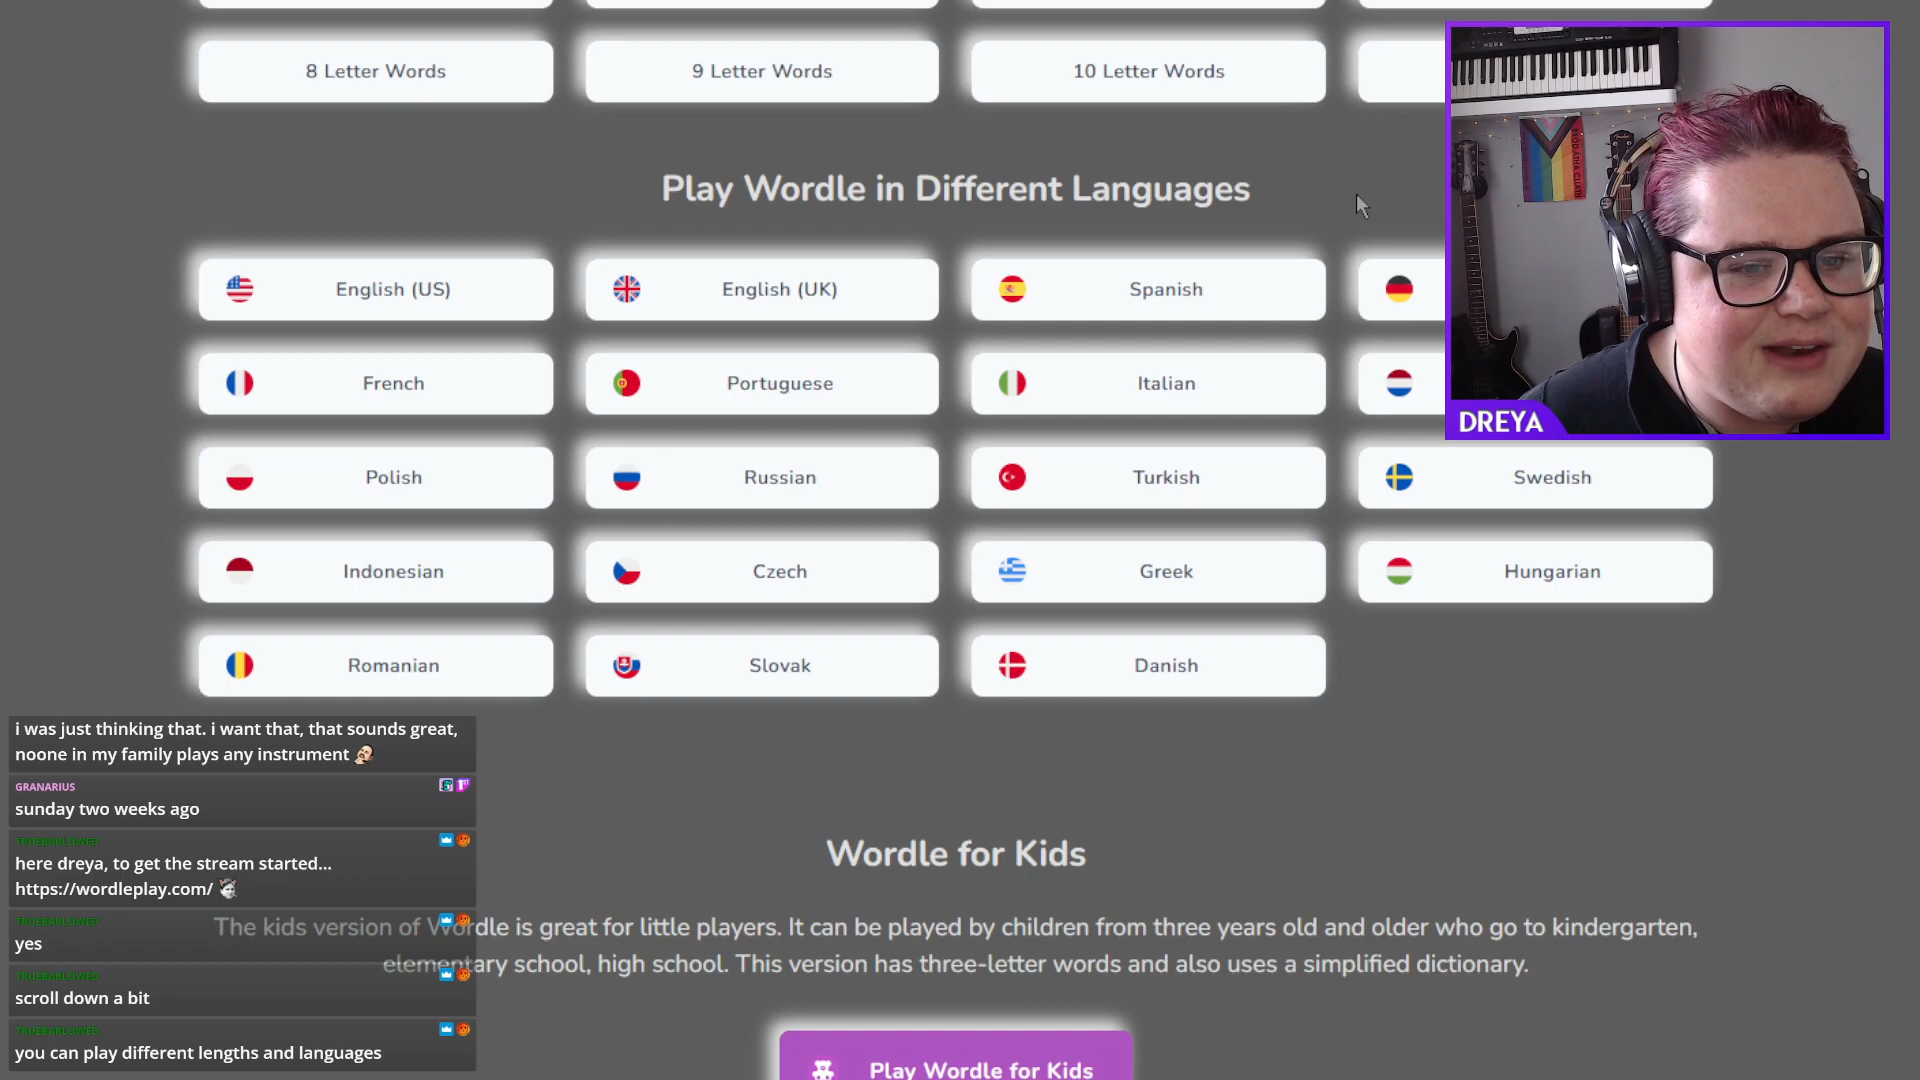 8 Letter Words
9 Letter Words
10 Letter Words
Play Wordle in Different Languages
English (US)
English (UK)
Spanish
French
Portuguese
Italian
DREYA
Polish
Russian
Turkish
Swedish
Indonesian
Czech
Greek
Hungarian
Romanian
Slovak
Danish
i was just thinking that. i want that, that sounds great,
noone in my family plays any instrument
GRANARIUS
sunday two weeks ago
TRUEBARLOWED
here dreya, to get the stream started...
https://wordleplay.com/
TRUEBARLOWED
yes
TRUEBARLOWED
scroll down a bit
TRUEBARLOWED
you can play different lengths and languages
Wordle for Kids
The kids version of Wordle is great for little players. It can be played by children from three years old and older who go to kindergarten,
elementary school, high school. This version has three-letter words and also uses a simplified dictionary.
Play Wordle for Kids